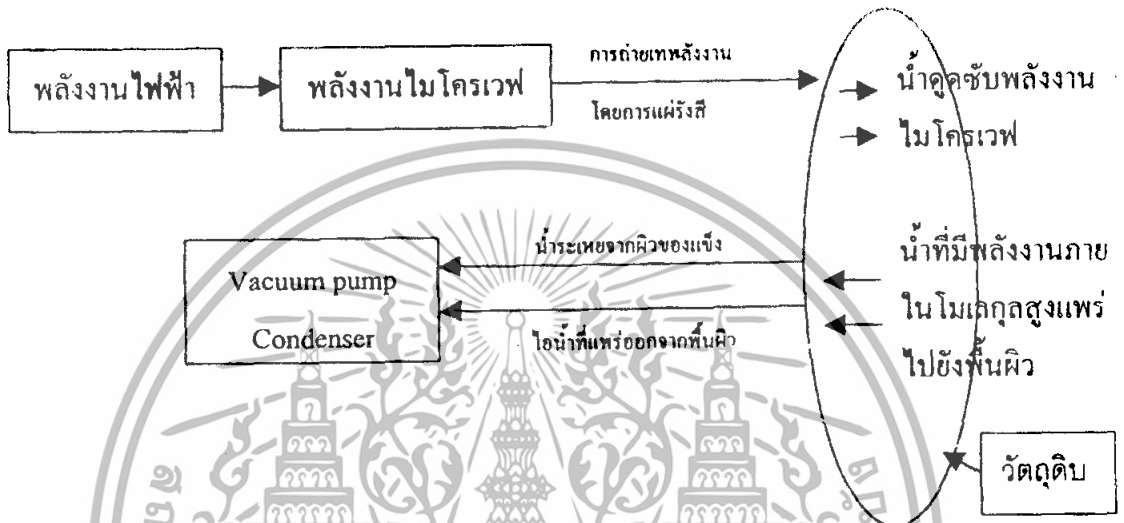 พลังงานไฟฟ้า
พลังงานไมโครเวฟ
การถ่ายเทพลังงาน
โดยการแผ่รังสี
น้ำดูดซับพลังงาน
ไมโครเวฟ
Vacuum pump
Condenser
น้ำระเหยจากผิวของแข็ง
ไอน้ำที่แพร่ออกจากพื้นผิว
น้ำที่มีพลังงานภาย
ในโมเลกุลสูงแพร่
ไปยังพื้นผิว
วัตถุดิบ